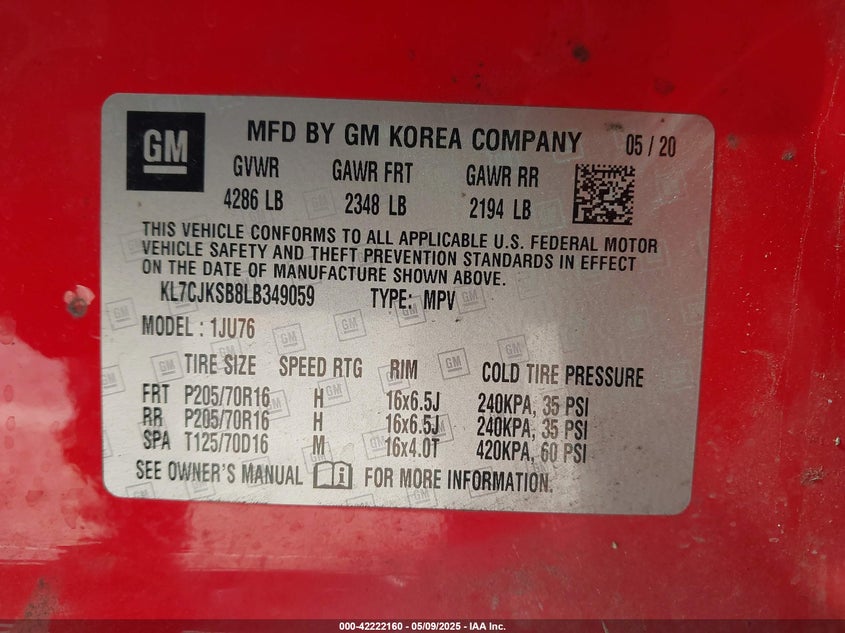 GM
MFD BY GM KOREA COMPANY 05 / 20
GVWR GAWR FRT GAWR RR
4286 LB 2348 LB 2194 LB
THIS VEHICLE CONFORMS TO ALL APPLICABLE U.S. FEDERAL MOTOR
VEHICLE SAFETY AND THEFT PREVENTION STANDARDS IN EFFECT
ON THE DATE OF MANUFACTURE SHOWN ABOVE.
KL7CJKSB8LB349059 TYPE: MPV
MODEL : 1JU76
TIRE SIZE SPEED RTG RIM COLD TIRE PRESSURE
FRT P205/70R16 H 16x6.5J 240KPA, 35 PSI
RR P205/70R16 H 16x6.5J 240KPA, 35 PSI
SPA T125/70D16 M 16x4.0T 420KPA, 60 PSI
SEE OWNER'S MANUAL FOR MORE INFORMATION.
000-42222160 - 05/09/2025 - IAA Inc.